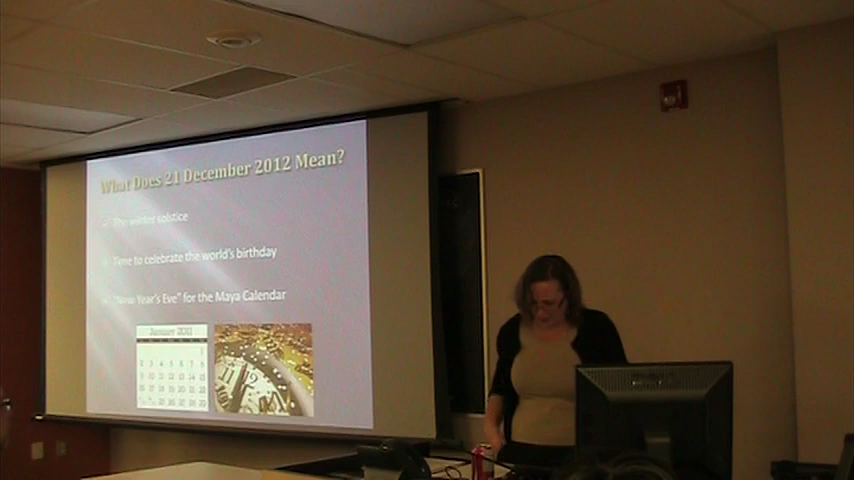 What Does 21 December 2012 Mean?
The winter solstice
Time to celebrate the world's birthday
"New Year's Eve" for the Maya Calendar
January 2011
12